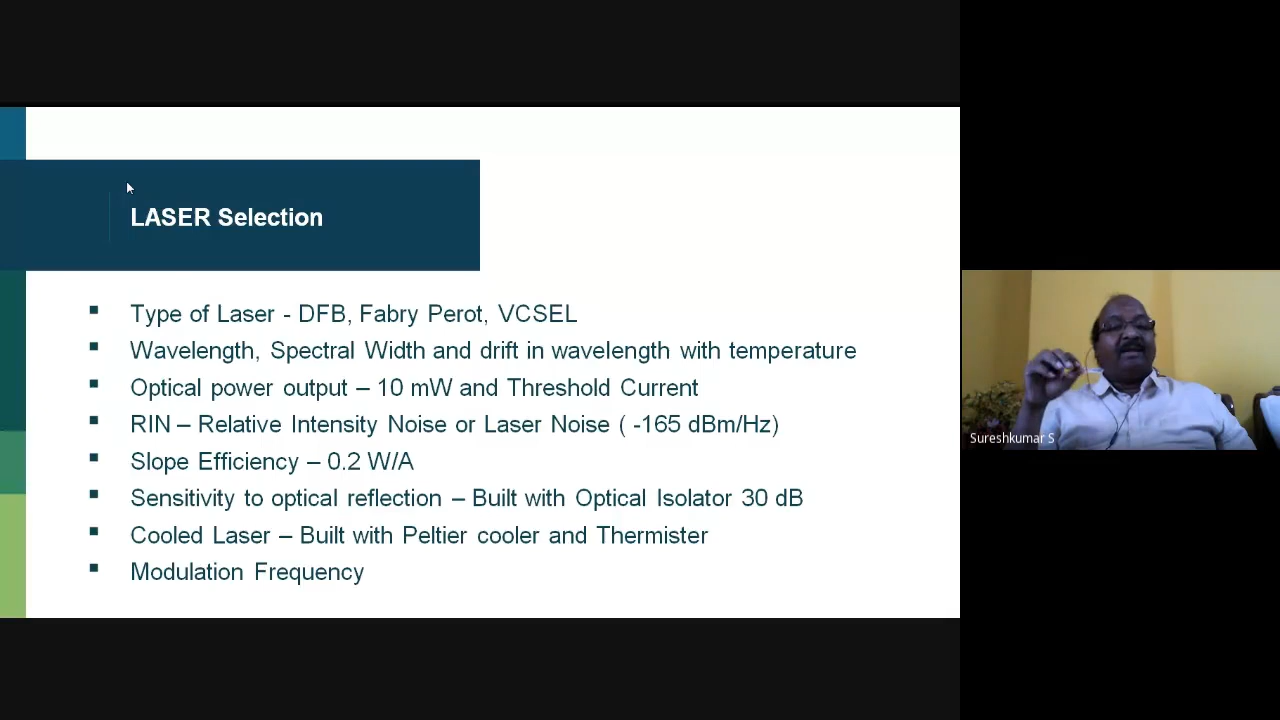 LASER Selection
Type of Laser - DFB, Fabry Perot, VCSEL
Wavelength, Spectral Width and drift in wavelength with temperature
Optical power output – 10 mW and Threshold Current
RIN – Relative Intensity Noise or Laser Noise ( -165 dBm/Hz)
Slope Efficiency – 0.2 W/A
Sensitivity to optical reflection – Built with Optical Isolator 30 dB
Cooled Laser – Built with Peltier cooler and Thermister
Modulation Frequency
Sureshkumar S